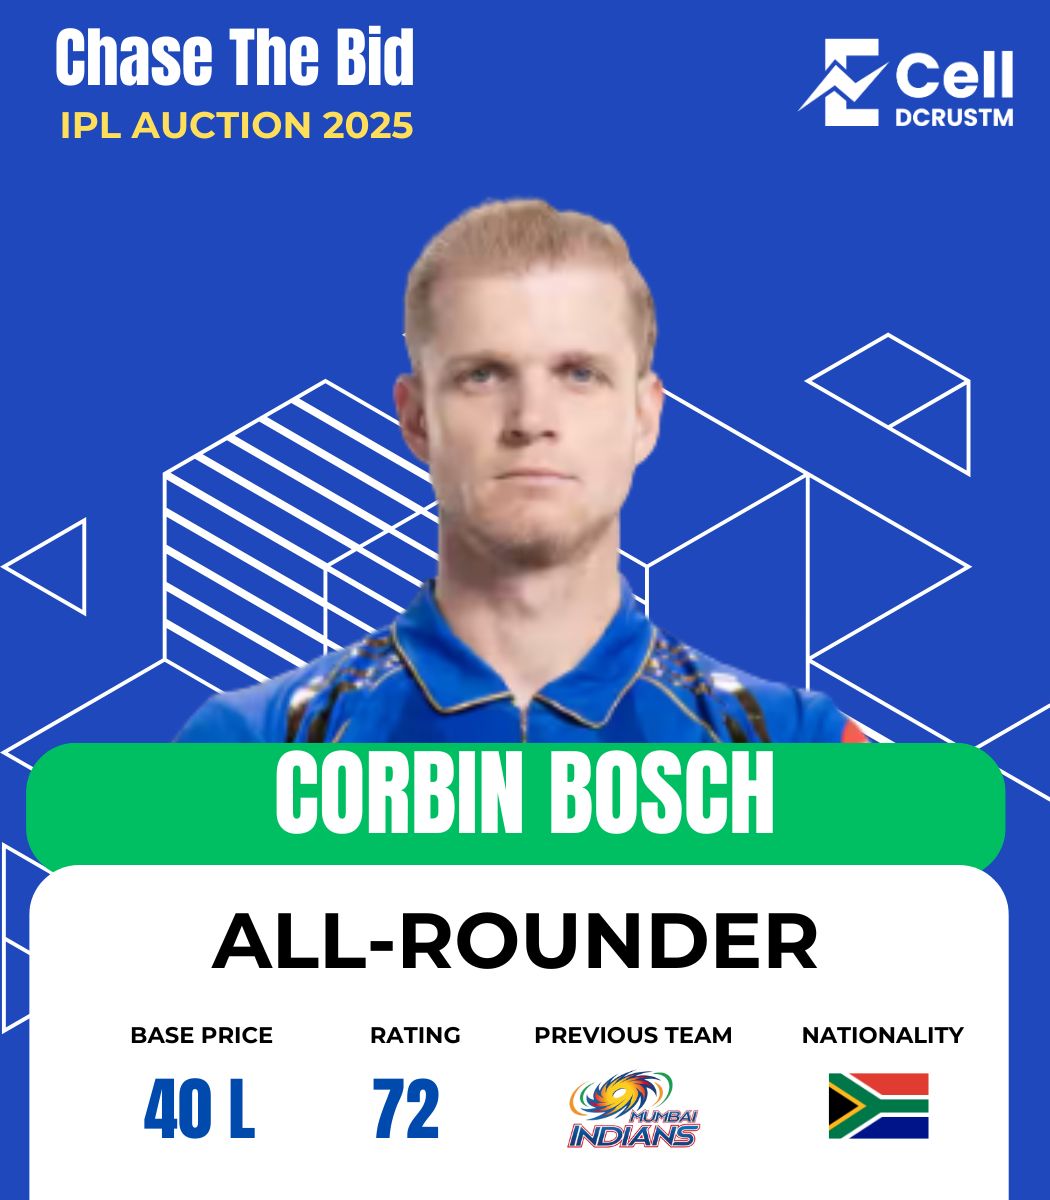 Chase The Bid
IPL AUCTION 2025
Cell
DCRUSTM
CORBIN BOSCH
ALL-ROUNDER
BASE PRICE RATING PREVIOUS TEAM NATIONALITY
40 L 72
MUMBAI
INDIANS